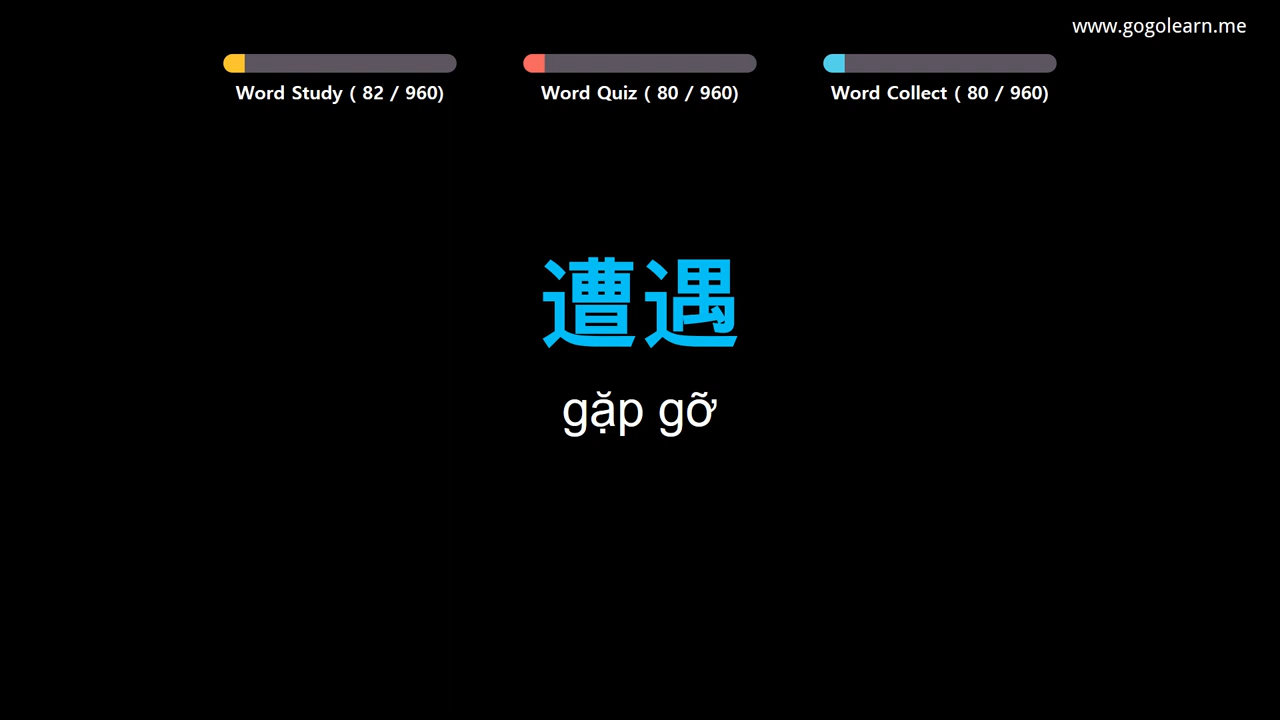 www.gogolearn.me
Word Study ( 82 / 960)
Word Quiz ( 80 / 960)
Word Collect ( 80 / 960)
遭遇
gặp gỡ